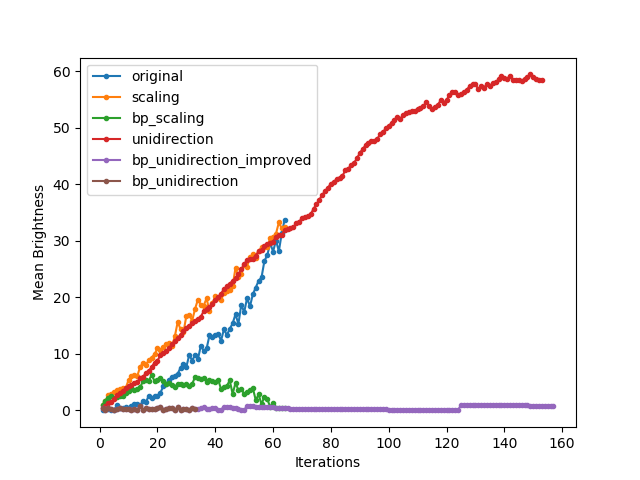 original
scaling
bp_scaling
unidirection
bp_unidirection_improved
bp_unidirection
Mean Brightness
60
50
40
30
20
10
0
0 20 40 60 80 100 120 140 160
Iterations